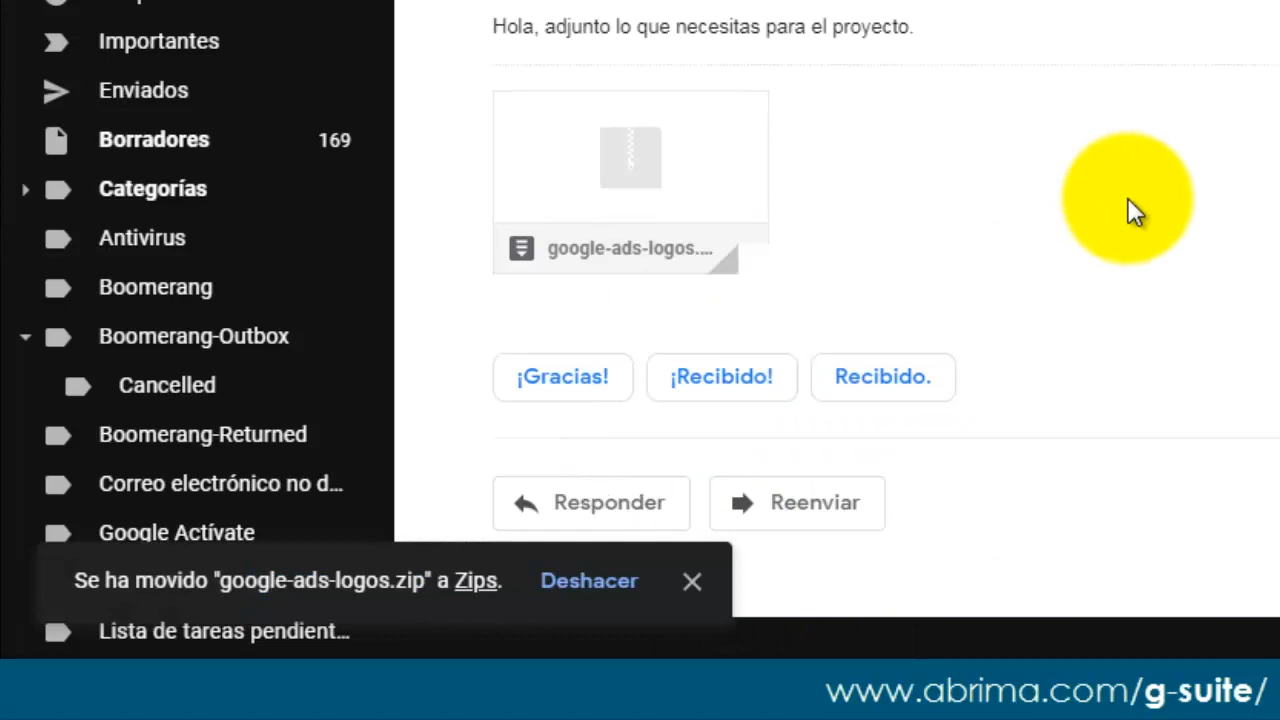 Hola, adjunto lo que necesitas para el proyecto.
Importantes
Enviados
Borradores 169
Categorías
Antivirus
google-ads-logos....
Boomerang
Boomerang-Outbox
¡Gracias! ¡Recibido! Recibido.
Cancelled
Boomerang-Returned
Correo electrónico no d...
Responder Reenviar
Google Actívate
Se ha movido "google-ads-logos.zip" a Zips. Deshacer
Lista de tareas pendient...
www.abrima.com/g-suite/